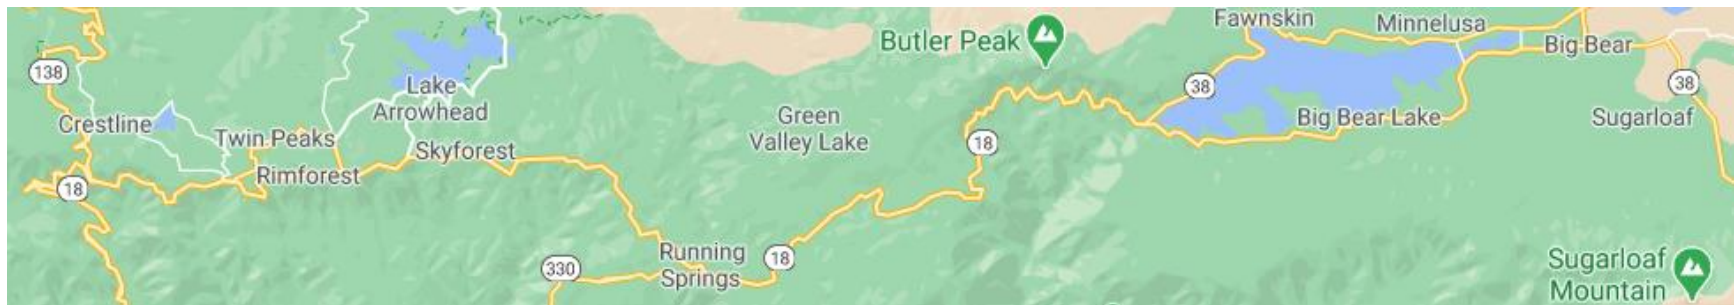 Fawnskin
Minnelusa
Butler Peak
Big Bear
138
38
38
Lake
Arrowhead
Green
Valley Lake
Big Bear Lake
Sugarloaf
Crestline
Twin Peaks
Skyforest
18
Rimforest
18
Running
Springs
18
330
Sugarloaf
Mountain